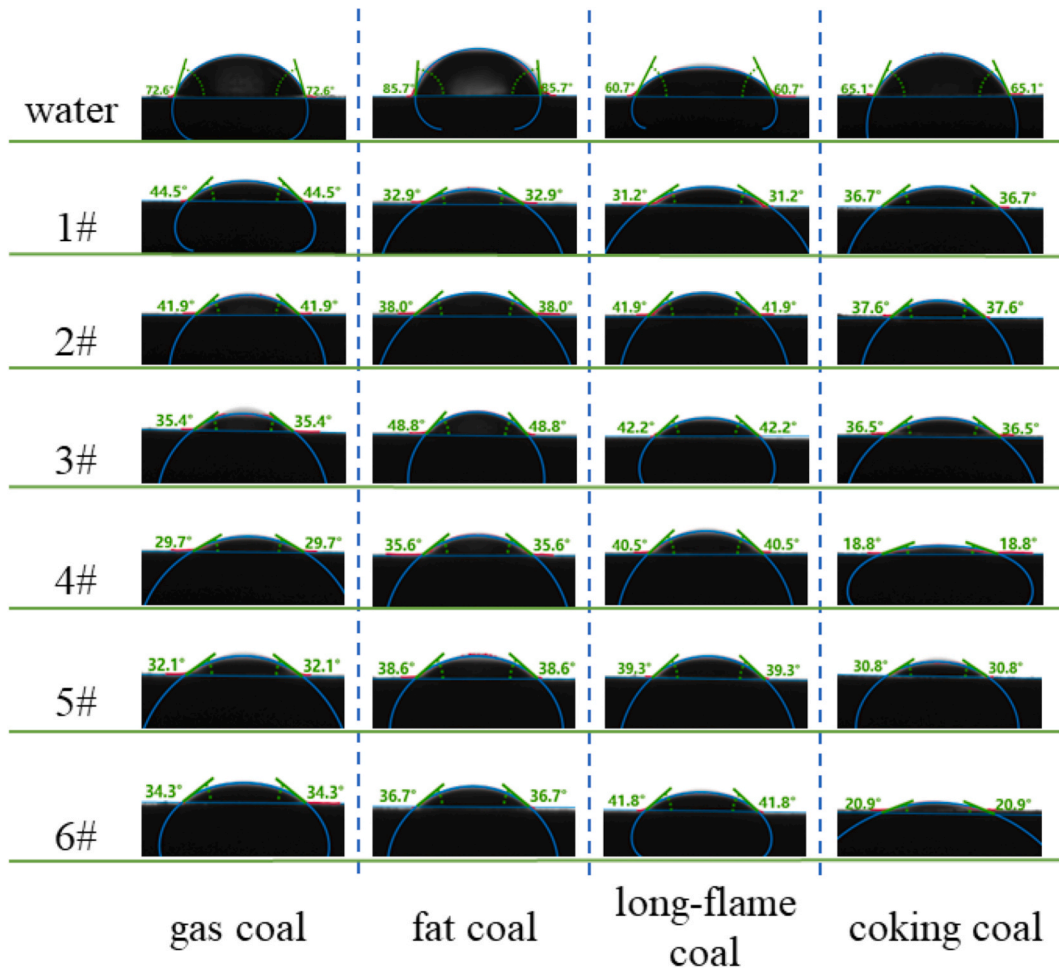 72.6° 72.6° 85.7° 85.7° 60.7° 60.7° 65.1° 65.1°
water
44.5° 44.5° 32.9° 32.9° 31.2° 31.2° 36.7° 36.7°
1#
41.9° 41.9° 38.0° 38.0° 41.9° 41.9° 37.6° 37.6°
2#
35.4° 35.4° 48.8° 48.8° 42.2° 42.2° 36.5° 36.5°
3#
29.7° 29.7° 35.6° 35.6° 40.5° 40.5° 18.8° 18.8°
4#
32.1° 32.1° 38.6° 38.6° 39.3° 39.3° 30.8° 30.8°
5#
34.3° 34.3° 36.7° 36.7° 41.8° 41.8° 20.9° 20.9°
6#
gas coal
fat coal
long-flame
coal
coking coal